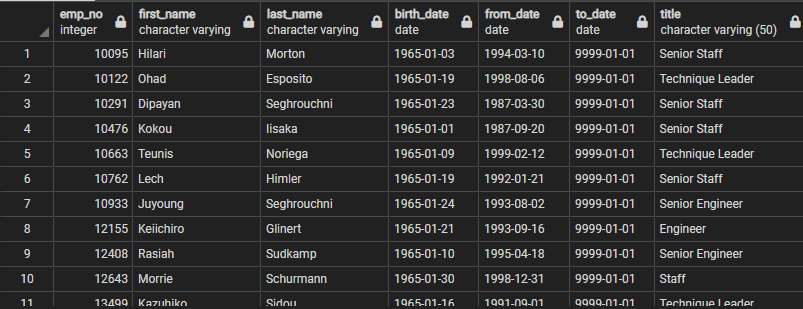 emp_no first_name last_name birth_date from_date to_date title
integer character varying character varying date date date character varying (50)
1 10095 Hilari Morton 1965-01-03 1994-03-10 9999-01-01 Senior Staff
2 10122 Ohad Esposito 1965-01-19 1998-08-06 9999-01-01 Technique Leader
3 10291 Dipayan Seghrouchni 1965-01-23 1987-03-30 9999-01-01 Senior Staff
4 10476 Kokou Iisaka 1965-01-01 1987-09-20 9999-01-01 Senior Staff
5 10663 Teunis Noriega 1965-01-09 1999-02-12 9999-01-01 Technique Leader
6 10762 Lech Himler 1965-01-19 1992-01-21 9999-01-01 Senior Staff
7 10933 Juyoung Seghrouchni 1965-01-24 1993-08-02 9999-01-01 Senior Engineer
8 12155 Keiichiro Glinert 1965-01-21 1993-09-16 9999-01-01 Engineer
9 12408 Rasiah Sudkamp 1965-01-10 1995-04-18 9999-01-01 Senior Engineer
10 12643 Morrie Schurmann 1965-01-30 1998-12-31 9999-01-01 Staff
11 13499 Kazuhiko Sidou 1965-01-16 1991-09-01 9999-01-01 Technique Leader